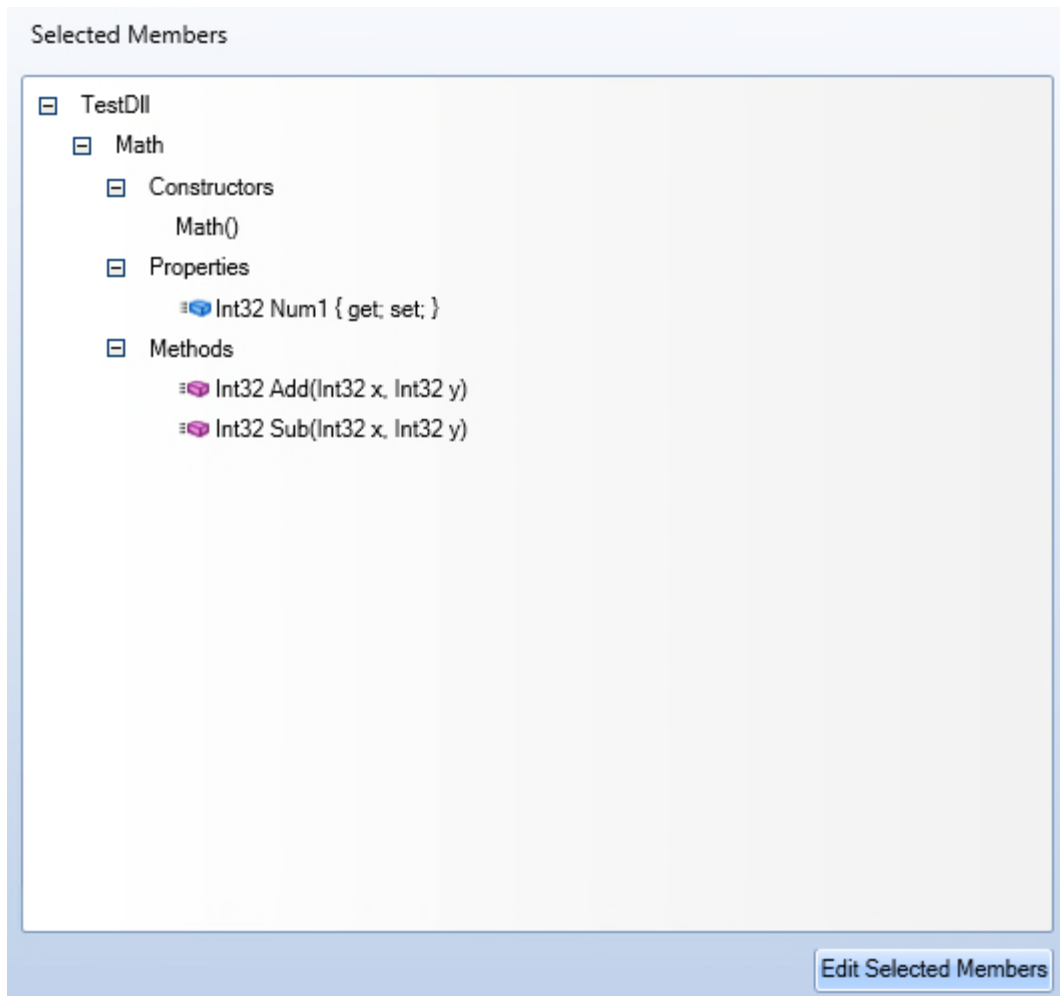 Selected Members
TestDll
Math
Constructors
Math()
Properties
Int32 Num1 { get; set; }
Methods
Int32 Add(Int32 x, Int32 y)
Int32 Sub(Int32 x, Int32 y)
Edit Selected Members